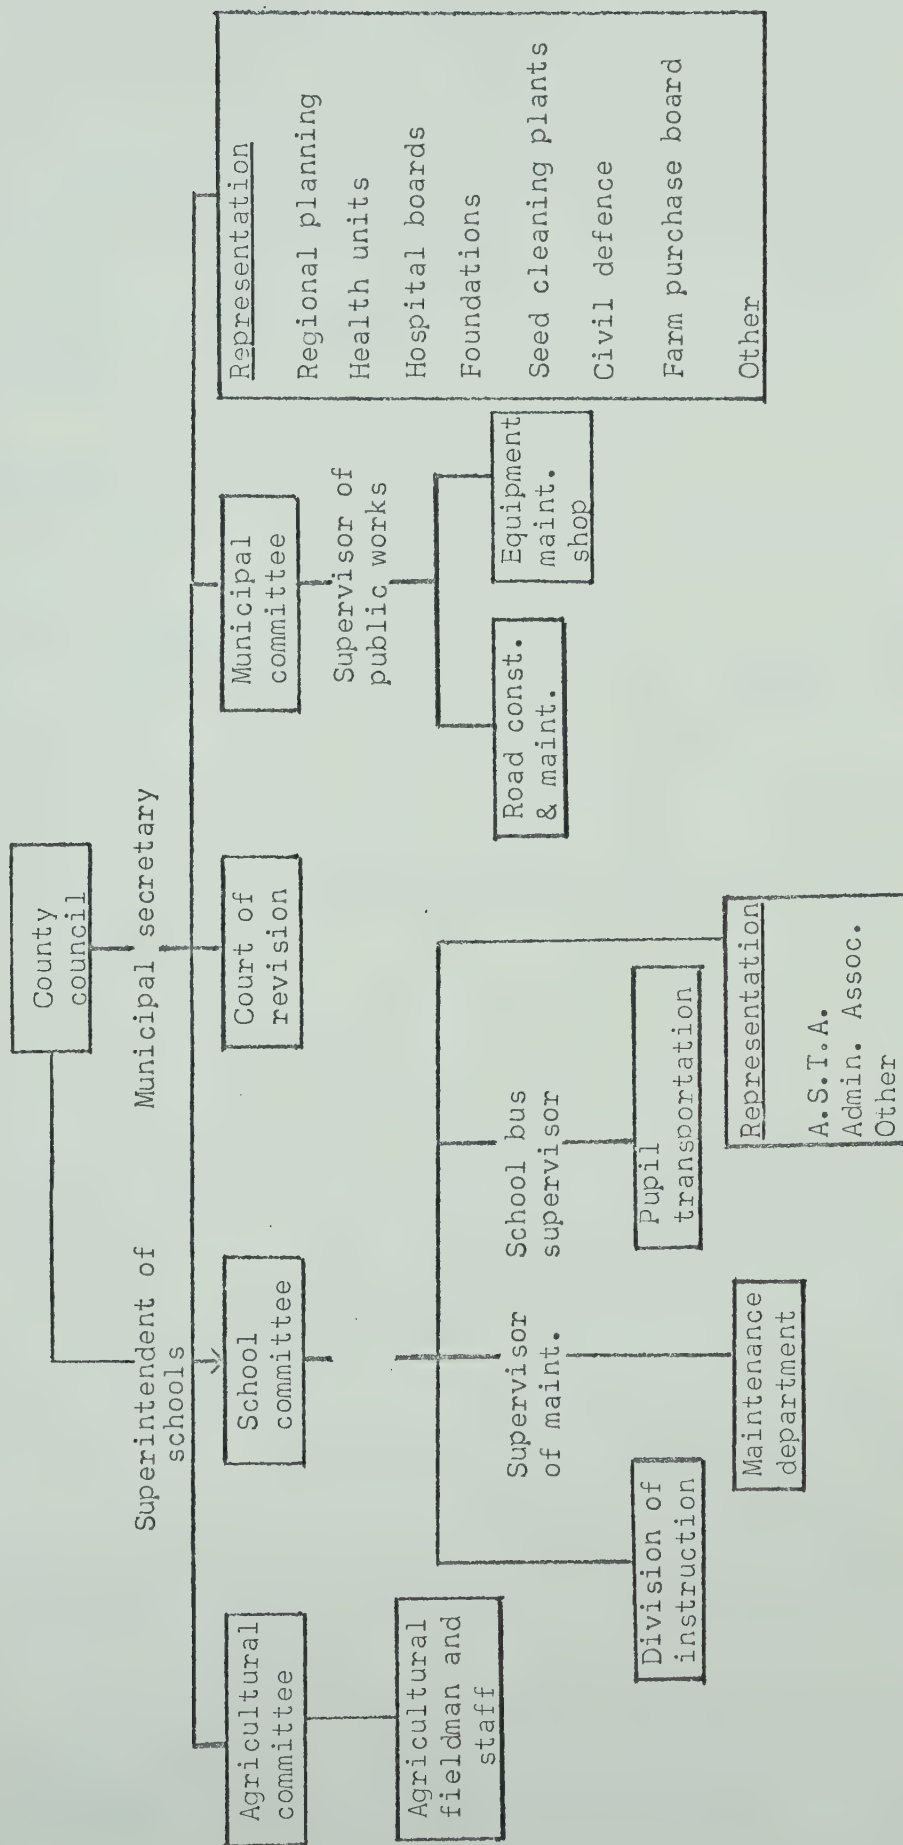 County
council
Municipal secretary
Superintendent of
schools
Agricultural
committee
School
committee
Court of
revision
Municipal
committee
Representation
Regional planning
Health units
Hospital boards
Foundations
Seed cleaning plants
Civil defence
Farm purchase board
Other
Agricultural
fieldman and
staff
Supervisor of
public works
Road const.
& maint.
Equipment
maint.
shop
Supervisor
of maint.
School bus
supervisor
Division of
instruction
Maintenance
department
Pupil
transportation
Representation
A.S.T.A.
Admin. Assoc.
Other